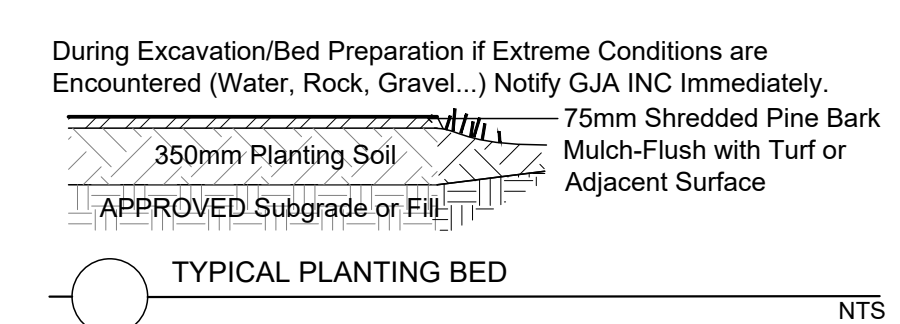 During Excavation/Bed Preparation if Extreme Conditions are
Encountered (Water, Rock, Gravel...) Notify GJA INC Immediately.
75mm Shredded Pine Bark
Mulch-Flush with Turf or
Adjacent Surface
350mm Planting Soil
APPROVED Subgrade or Fill
TYPICAL PLANTING BED
NTS